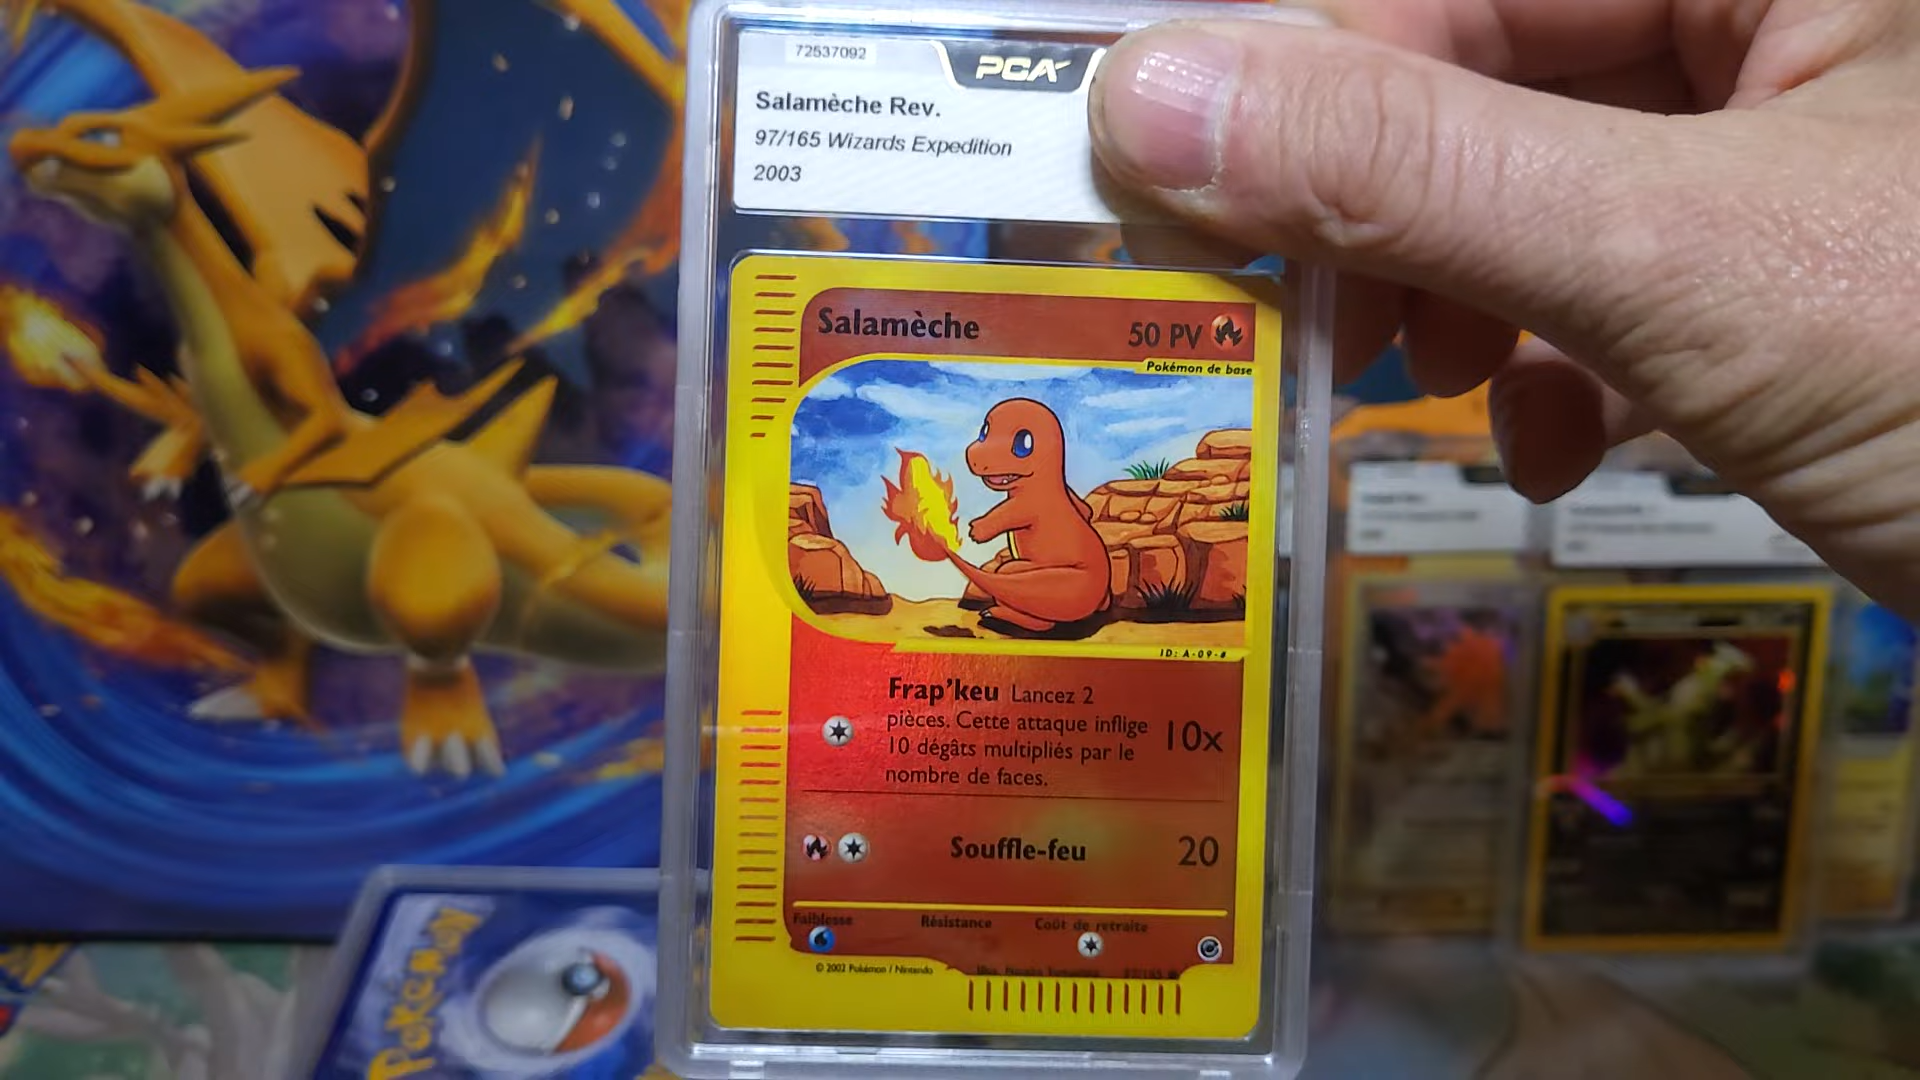 72537092
PCA
Salamèche Rev.
97/165 Wizards Expedition
2003
Salamèche
50 PV
Pokémon de base
ID: A-09-#
Frap'keu Lancez 2
pièces. Cette attaque inflige
10 dégâts multipliés par le
nombre de faces.
10x
Souffle-feu
20
Faiblesse
Résistance
Coût de retraite
© 2002 Pokémon / Nintendo
Pokémon